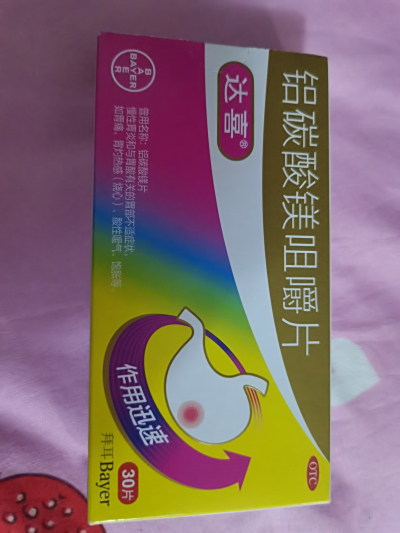 铝碳酸镁咀嚼片
达喜®
BAYER
BAYER
曾用名称：铝碳酸镁片
慢性胃炎和与胃酸有关的胃部不适症状，
如胃痛、胃灼热感（烧心）、酸性嗳气、饱胀等。
作用迅速
OTC
拜耳Bayer
30片